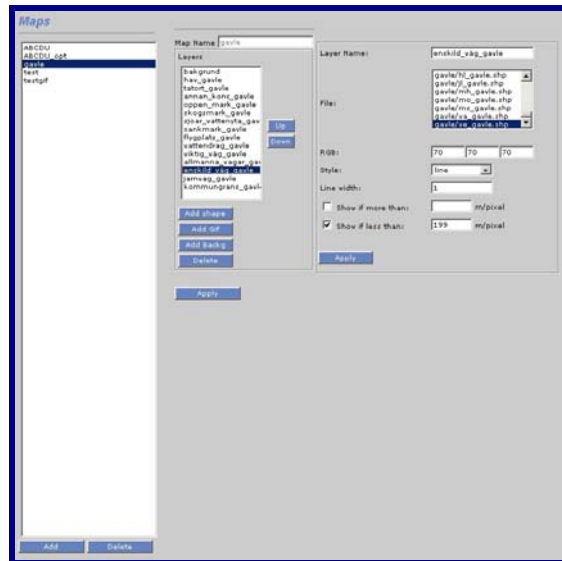 Maps
ABCDU
ABCDU_opt
gavle
test
testgif
Add
Delete
Map Name
gavle
Layers
bakgrund
hav_gavle
tatort_gavle
annan_konc_gavle
oppen_mark_gavle
skogsmark_gavle
sjoar_vattenyta_gav
sankmark_gavle
flygplats_gavle
vattendrag_gavle
viktig_väg_gavle
allmanna_vagar_gav
enskild_väg_gavle
jarnvag_gavle
kommungrans_gavle
Up
Down
Add shape
Add Gif
Add Backg
Delete
Apply
Layer Name:
enskild_väg_gavle
File:
gavle/hl_gavle.shp
gavle/jl_gavle.shp
gavle/mh_gavle.shp
gavle/mo_gavle.shp
gavle/ms_gavle.shp
gavle/va_gavle.shp
gavle/ve_gavle.shp
RGB:
70 70 70
Style:
line
Line width:
1
Show if more than:
m/pixel
Show if less than:
199 m/pixel
Apply